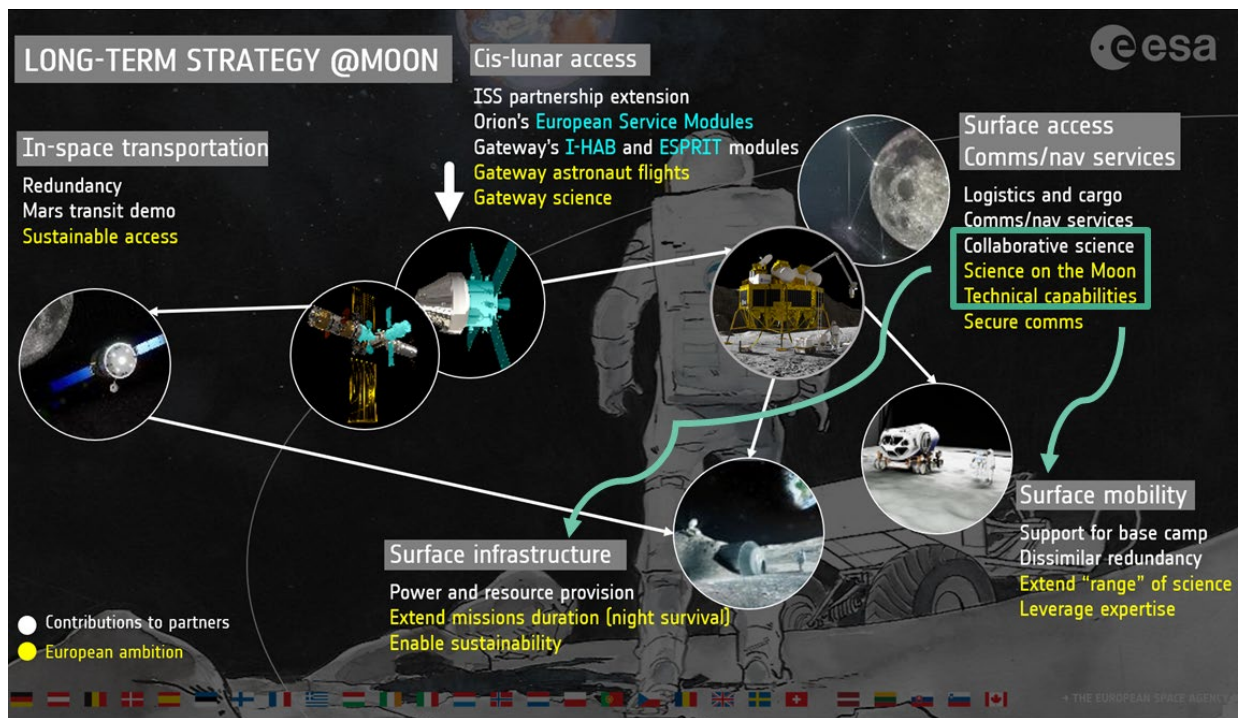 LONG-TERM STRATEGY @MOON
esa
Cis-lunar access
ISS partnership extension
Orion's European Service Modules
Gateway's I-HAB and ESPRIT modules
Gateway astronaut flights
Gateway science
In-space transportation
Redundancy
Mars transit demo
Sustainable access
Surface access
Comms/nav services
Logistics and cargo
Comms/nav services
Collaborative science
Science on the Moon
Technical capabilities
Secure comms
Surface mobility
Support for base camp
Dissimilar redundancy
Extend “range” of science
Leverage expertise
Surface infrastructure
Power and resource provision
Extend missions duration (night survival)
Enable sustainability
Contributions to partners
European ambition
→ THE EUROPEAN SPACE AGENCY